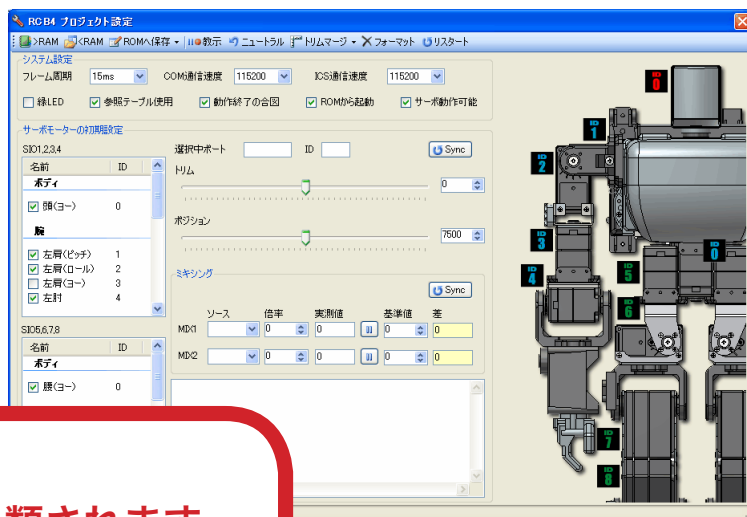 RCB4 プロジェクト設定
>RAM <RAM ROMへ保存 教示 ニュートラル トリムマージ フォーマット リスタート
システム設定
フレーム周期 15ms COM通信速度 115200 ICS通信速度 115200
緑LED 参照テーブル使用 動作終了の合図 ROMから起動 サーボ動作可能
サーボモーターの初期設定
SIO1,2,3,4 選択中ポート ID Sync
名前 ID
ボディ
頭(ヨー) 0
腕
左肩(ピッチ) 1
左肩(ロール) 2
左肩(ヨー) 3
左肘 4
トリム
0
ポジション
7500
ミキシング
Sync
ソース 倍率 実測値 基準値 差
MIX1 0 0 0 0
MIX2 0 0 0 0
SIO5,6,7,8
名前 ID
ボディ
腰(ヨー) 0
ID 0
ID 1
ID 2
ID 3
ID 0
ID 4
ID 5
ID 6
ID 7
ID 8
類されます